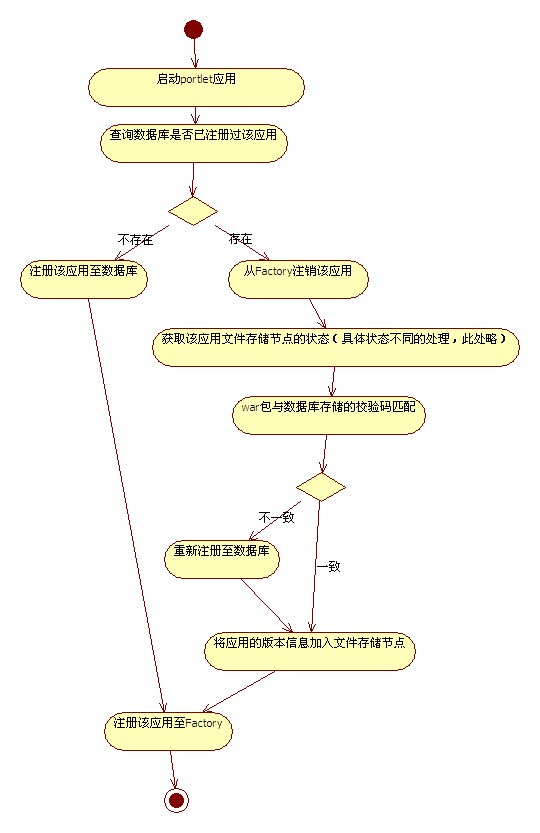 启动portlet应用
查询数据库是否已注册过该应用
不存在
存在
注册该应用至数据库
从Factory注销该应用
获取该应用文件存储节点的状态（具体状态不同的处理，此处略）
war包与数据库存储的校验码匹配
不一致
重新注册至数据库
一致
将应用的版本信息加入文件存储节点
注册该应用至Factory